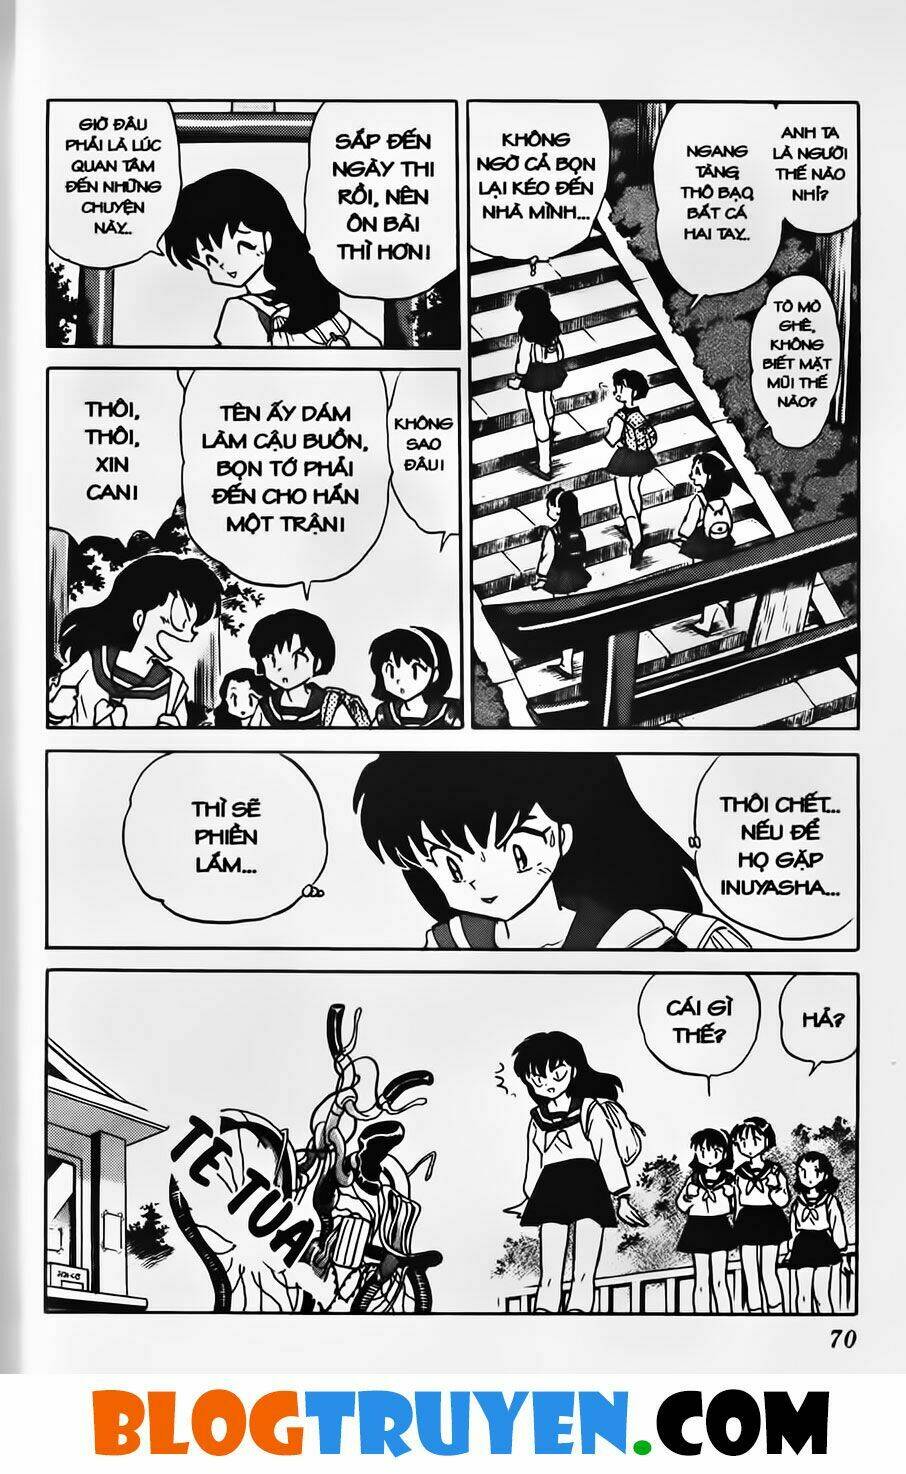 ANH TA
LÀ NGƯỜI
THẾ NÀO
NHỈ?
NGANG
TÀNG,
THÔ BẠO,
BẮT CÁ
HAI TAY...
TÒ MÒ
GHÊ,
KHÔNG
BIẾT MẶT
MŨI THẾ
NÀO?
KHÔNG
NGỜ CẢ BỌN
LẠI KÉO ĐẾN
NHÀ MÌNH...
SẮP ĐẾN
NGÀY THI
RỒI, NÊN
ÔN BÀI
THÌ HƠN!
GIỜ ĐÂU
PHẢI LÀ LÚC
QUAN TÂM
ĐẾN NHỮNG
CHUYỆN
NÀY...
KHÔNG
SAO
ĐÂU!
TÊN ẤY DÁM
LÀM CẬU BUỒN,
BỌN TỚ PHẢI
ĐẾN CHO HẮN
MỘT TRẬN!
THÔI,
THÔI,
XIN
CAN!
THÔI CHẾT...
NẾU ĐỂ
HỌ GẶP
INUYASHA...
THÌ SẼ
PHIỀN
LẮM...
HẢ?
CÁI GÌ
THẾ?
TE TUA
70
BLOGTRUYEN.COM